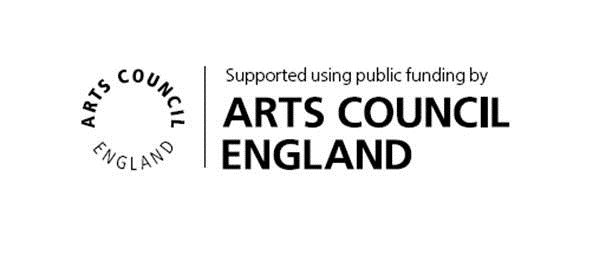 ARTS COUNCIL
ENGLAND
Supported using public funding by
ARTS COUNCIL
ENGLAND